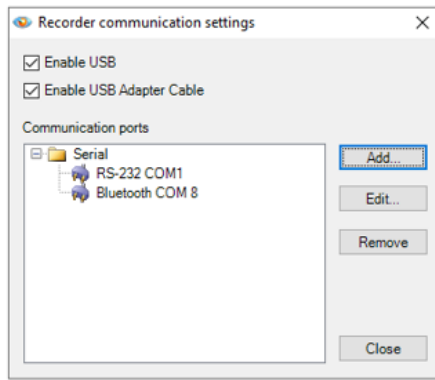 Recorder communication settings
Enable USB
Enable USB Adapter Cable
Communication ports
Serial
RS-232 COM1
Bluetooth COM 8
Add...
Edit...
Remove
Close